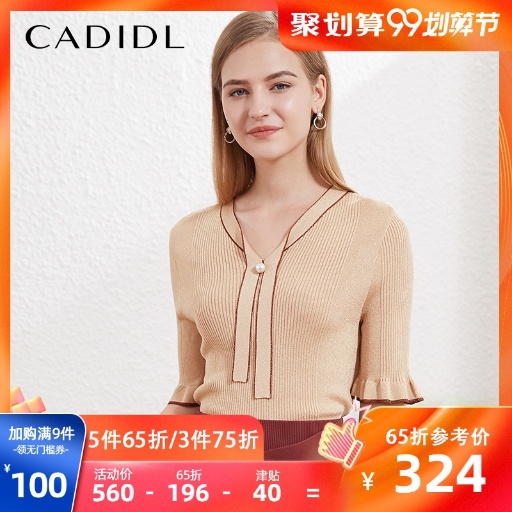 CADIDL
聚划算99划算节
加购满9件
-领无门槛券-
¥100
5件65折/3件75折
活动价 65折 津贴
560 - 196 - 40 =
65折参考价
¥ 324